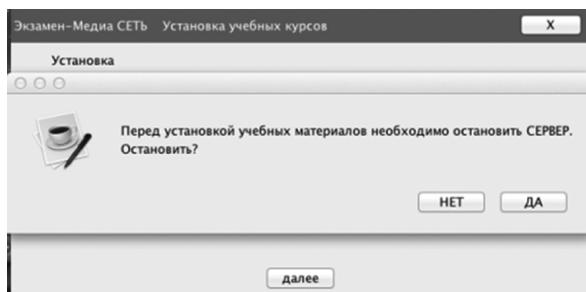 Экзамен-Медиа СЕТЬ Установка учебных курсов X
Установка
Перед установкой учебных материалов необходимо остановить СЕРВЕР.
Остановить?
НЕТ ДА
далее